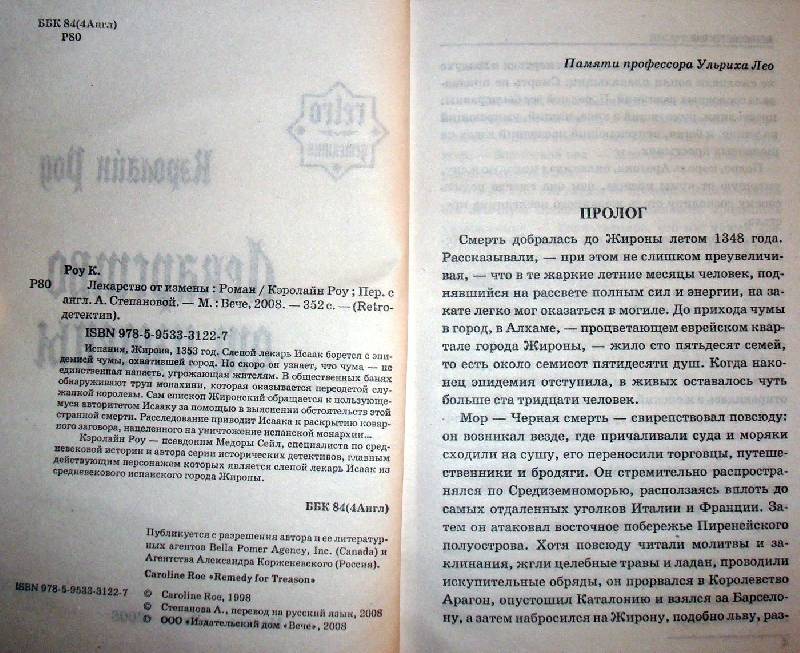 ББК 84(4Англ)
Р80
Роу К.
Р80 Лекарство от измены : Роман / Кэролайн Роу ; Пер. с
англ. А. Степановой. — М. : Вече, 2008. — 352 с. — (Retro-
детектив).
ISBN 978-5-9533-3122-7
Испания, Жирона, 1353 год. Слепой лекарь Исаак борется с эпи-
демией чумы, охватившей город. Но скоро он узнает, что чума — не
единственная напасть, угрожающая жителям. В общественных банях
обнаруживают труп монахини, которая оказывается переодетой слу-
жанкой королевы. Сам епископ Жиронский обращается к пользующе-
муся авторитетом Исааку за помощью в выяснении обстоятельств этой
странной смерти. Расследование приводит Исаака к раскрытию ковар-
ного заговора, нацеленного на уничтожение испанской монархии...
Кэролайн Роу — псевдоним Медоры Сейл, специалиста по сред-
невековой истории и автора серии исторических детективов, главным
действующим персонажем которых является слепой лекарь Исаак из
средневекового испанского города Жироны.
ББК 84(4Англ)
Публикуется с разрешения автора и ее литератур-
ных агентов Bella Pomer Agency, Inc. (Canada) и
Агентства Александра Корженевского (Россия).
Caroline Roe «Remedy for Treason»
ISBN 978-5-9533-3122-7
© Caroline Roe, 1998
© Степанова А., перевод на русский язык, 2008
© ООО «Издательский дом «Вече», 2008
Памяти профессора Ульриха Лео
ПРОЛОГ
Смерть добралась до Жироны летом 1348 года.
Рассказывали, — при этом не слишком преувеличи-
вая, — что в те жаркие летние месяцы человек, под-
нявшийся на рассвете полным сил и энергии, на за-
кате легко мог оказаться в могиле. До прихода чумы
в город, в Алхаме, — процветающем еврейском квар-
тале города Жироны, — жило сто пятьдесят семей,
то есть около семисот пятидесяти душ. Когда нако-
нец эпидемия отступила, в живых оставалось чуть
больше ста тридцати человек.
Мор — Черная смерть — свирепствовал повсюду:
он возникал везде, где причаливали суда и моряки
сходили на сушу, его переносили торговцы, путеше-
ственники и бродяги. Он стремительно распростра-
нялся по Средиземноморью, расползаясь вплоть до
самых отдаленных уголков Италии и Франции. За-
тем он атаковал восточное побережье Пиренейского
полуострова. Хотя повсюду читали молитвы и за-
клинания, жгли целебные травы и ладан, проводили
искупительные обряды, он прорвался в Королевство
Арагон, опустошил Каталонию и взялся за Барсело-
ну, а затем набросился на Жирону, подобно льву, раз-